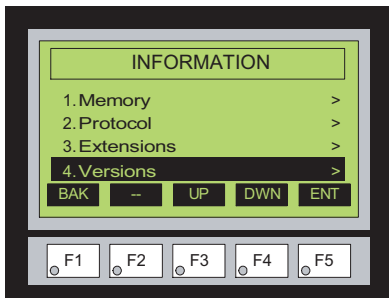 INFORMATION
1. Memory >
2. Protocol >
3. Extensions >
4. Versions >
BAK -- UP DWN ENT
F1 F2 F3 F4 F5